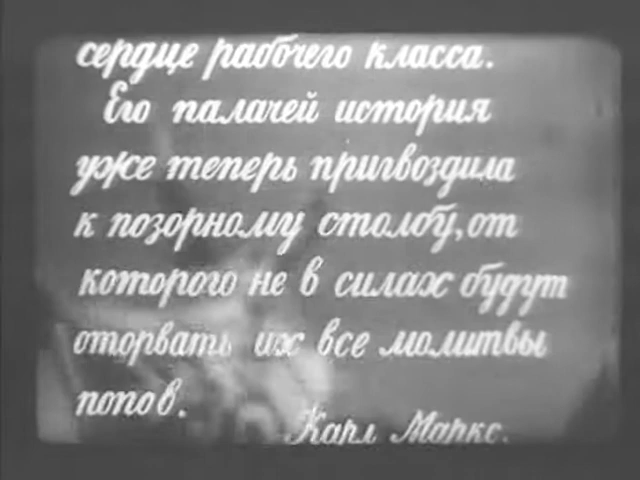 сердце рабочего класса.
Его палачей история
уже теперь пригвоздила
к позорному столбу, от
которого не в силах будут
оторвать их все молитвы
попов.
Карл Маркс.